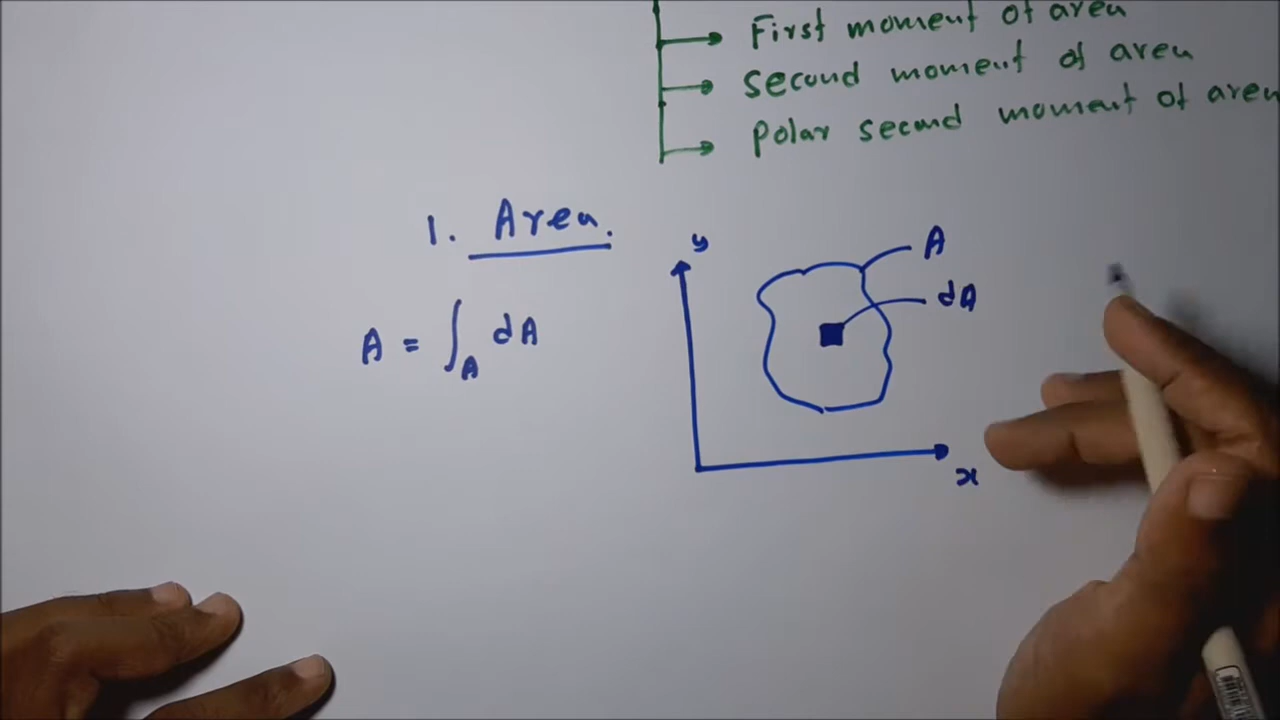 First moment of area
second moment of area
polar second moment of area
1. Area.
y
A
dA
A = ∫A dA
x